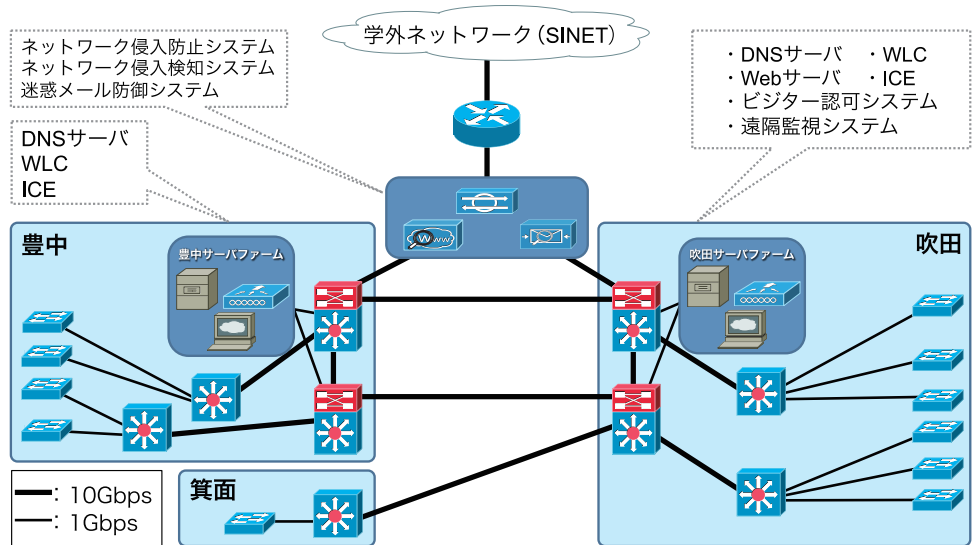 学外ネットワーク(SINET)
ネットワーク侵入防止システム
ネットワーク侵入検知システム
迷惑メール防御システム
・DNSサーバ ・WLC
・Webサーバ ・ICE
・ビジター認可システム
・遠隔監視システム
DNSサーバ
WLC
ICE
豊中
豊中サーバファーム
吹田サーバファーム
吹田
箕面
: 10Gbps
: 1Gbps